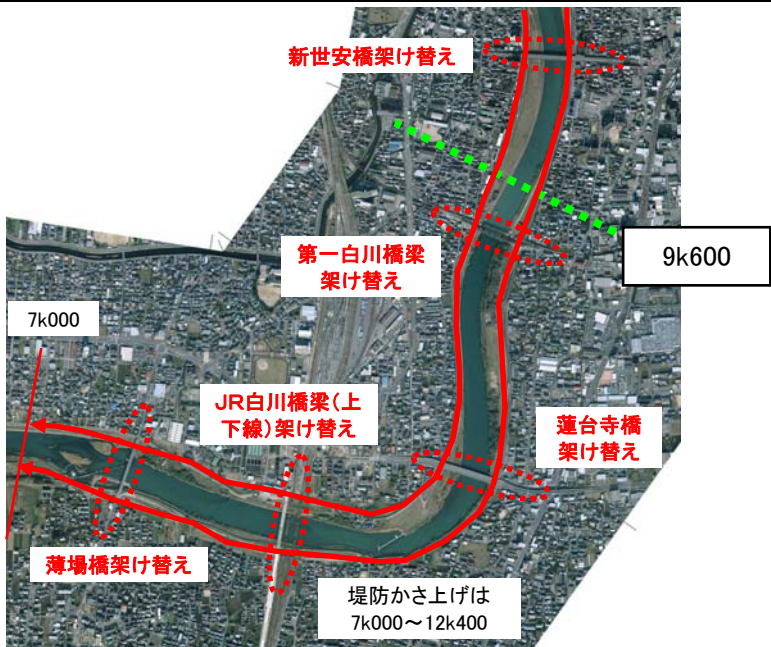 新世安橋架け替え
9k600
第一白川橋梁
架け替え
7k000
JR白川橋梁(上
下線)架け替え
蓮台寺橋
架け替え
薄場橋架け替え
堤防かさ上げは
7k000～12k400